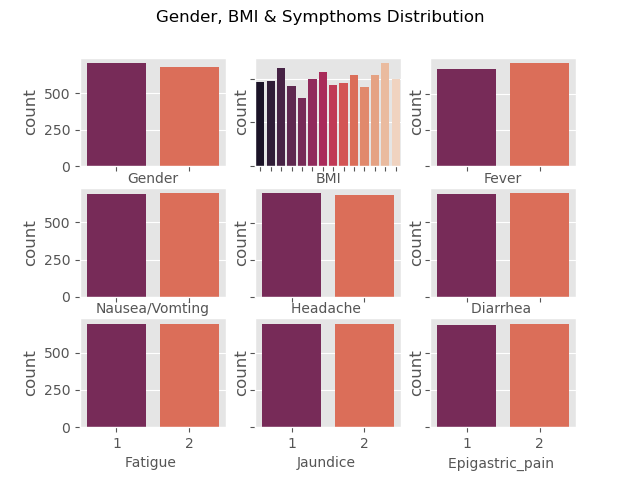 Gender, BMI & Sympthoms Distribution
count
500
250
0
Gender
count
BMI
count
Fever
count
500
250
0
Nausea/Vomting
count
Headache
count
Diarrhea
count
500
250
0
1 2
Fatigue
count
1 2
Jaundice
count
1 2
Epigastric_pain